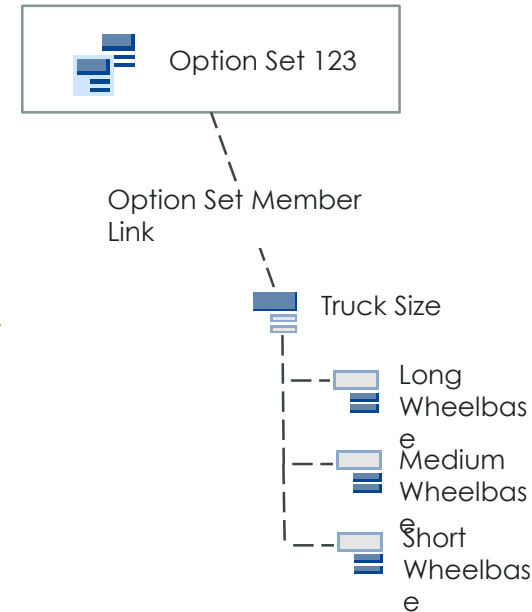 Option Set 123
Option Set Member
Link
Truck Size
Long
Wheelbas
e
Medium
Wheelbas
e
Short
Wheelbas
e